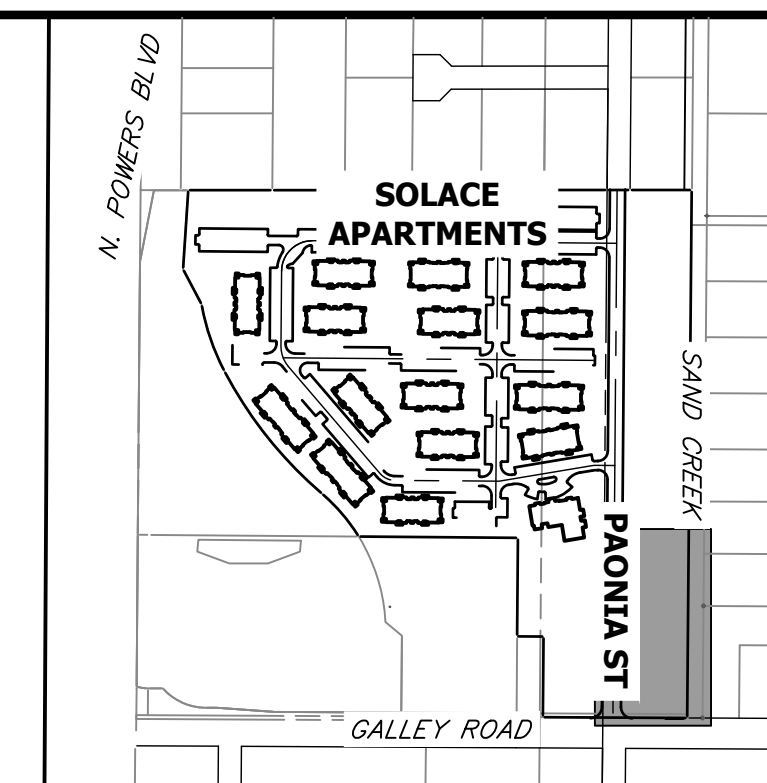 N. POWERS BLVD
SOLACE
APARTMENTS
SAND CREEK
PAONIA ST
GALLEY ROAD